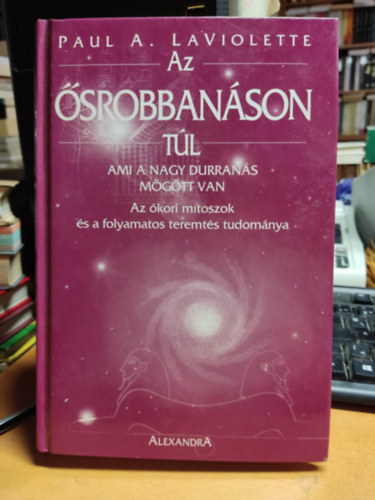 PAUL A. LAVIOLETTE
AZ
ŐSROBBANÁSON
TÚL
AMI A NAGY DURRANÁS
MÖGÖTT VAN
Az ókori mítoszok
és a folyamatos teremtés tudománya
ALEXANDRA